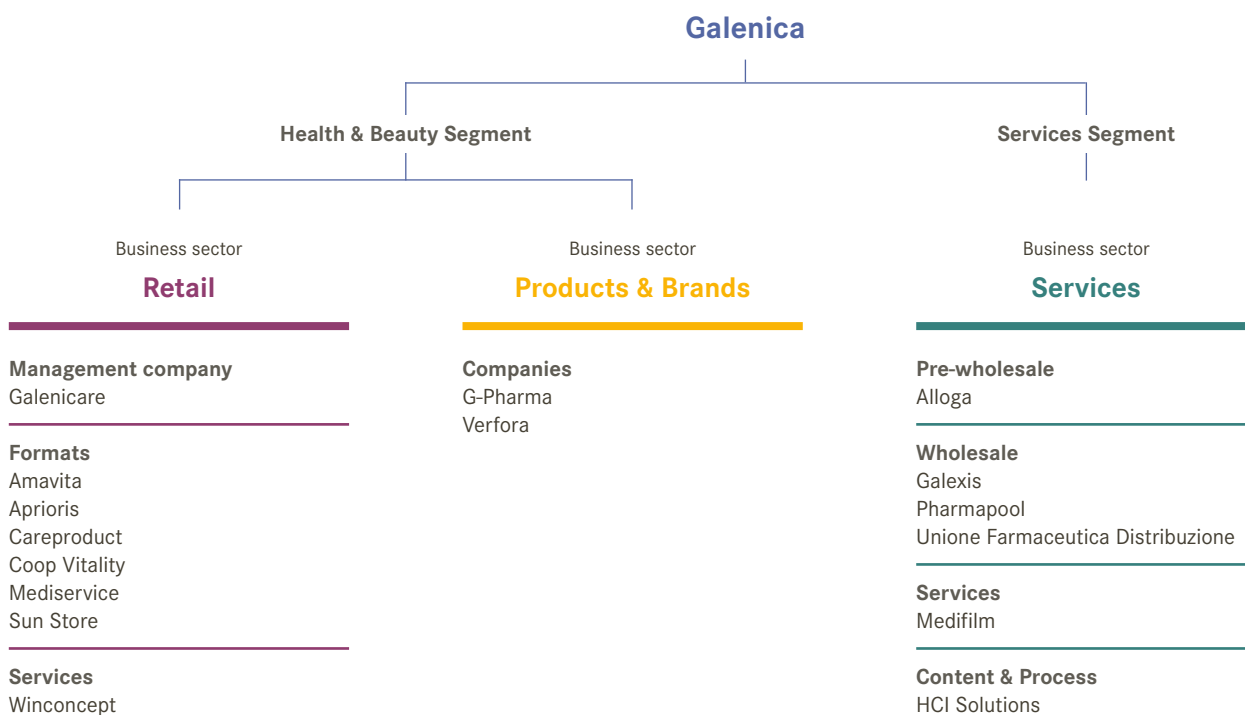 Galenica
Health & Beauty Segment
Services Segment
Business sector
Retail
Management company
Galenicare
Formats
Amavita
Aprioris
Careproduct
Coop Vitality
Mediservice
Sun Store
Services
Winconcept
Business sector
Products & Brands
Companies
G-Pharma
Verfora
Business sector
Services
Pre-wholesale
Alloga
Wholesale
Galexis
Pharmapool
Unione Farmaceutica Distribuzione
Services
Medifilm
Content & Process
HCI Solutions